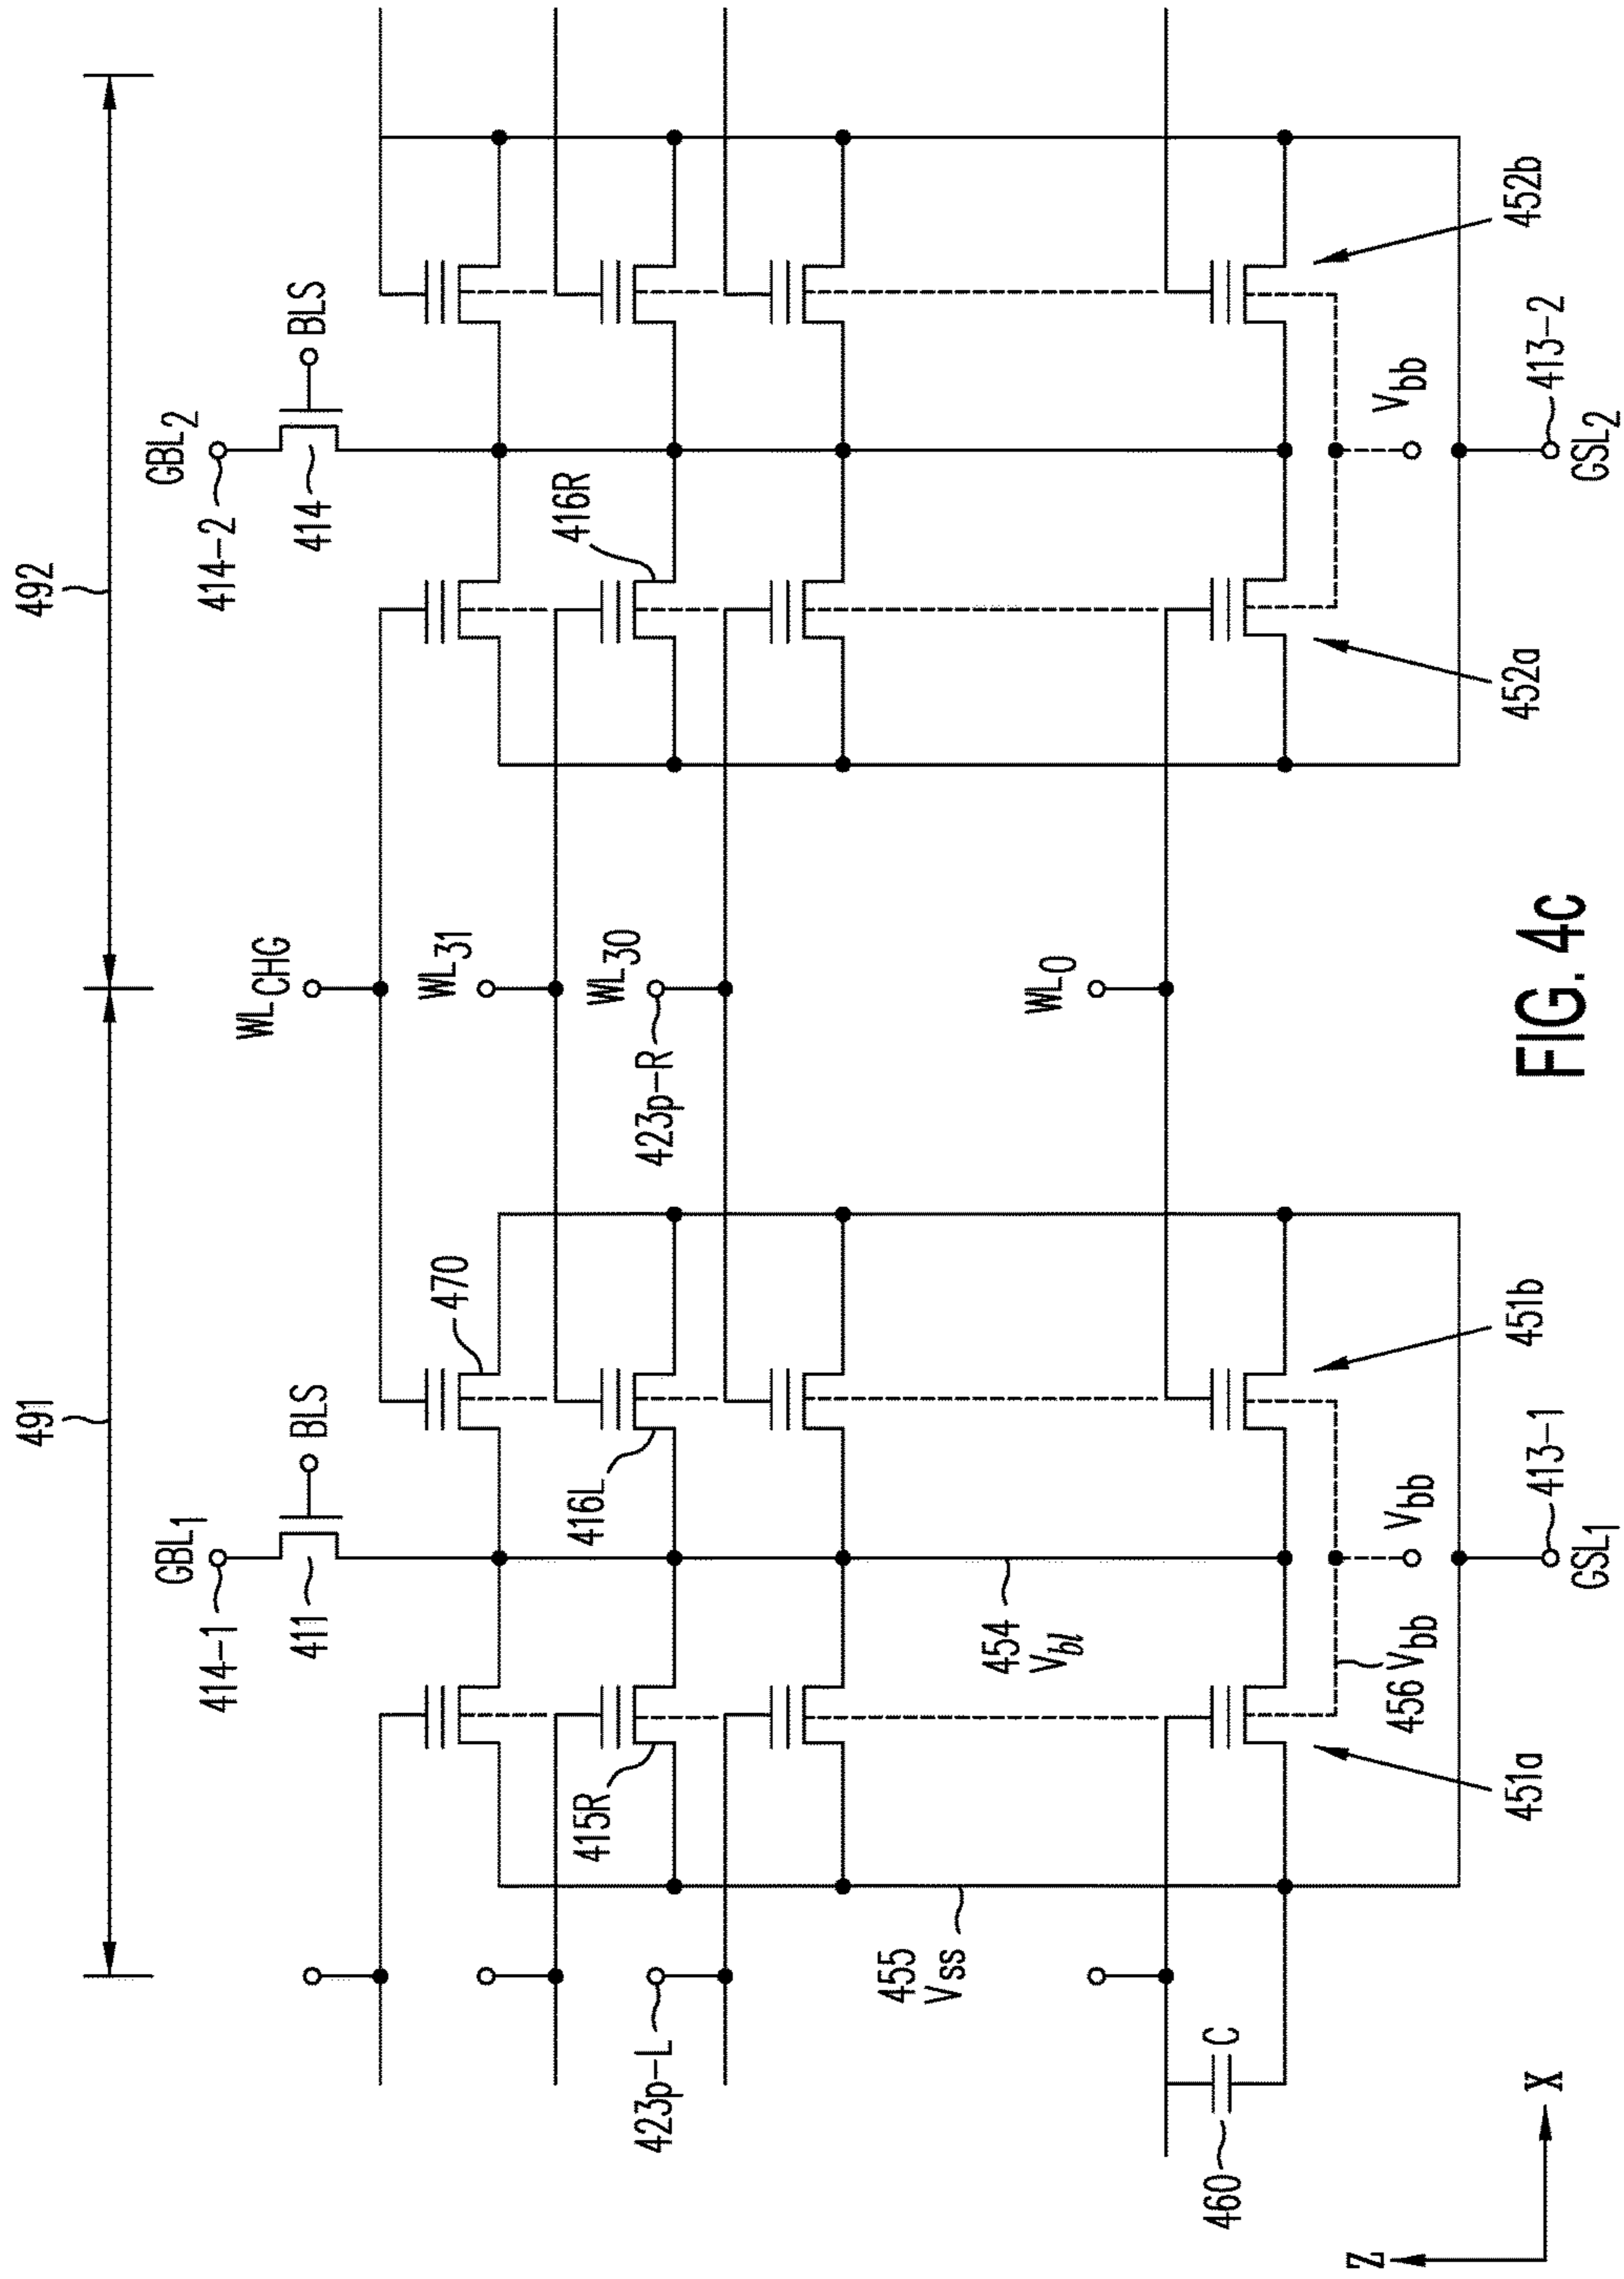 491
492
GBL1
414-1
BLS
411
GBL2
414-2
BLS
414
WLCHG
WL31
WL30
423p-R
WL0
423p-L
470
415R
416L
416R
454
Vbl
455
Vss
460
C
456 Vbb
Vbb
Vbb
451a
451b
452a
452b
413-1
GSL1
413-2
GSL2
Z
X
FIG. 4c